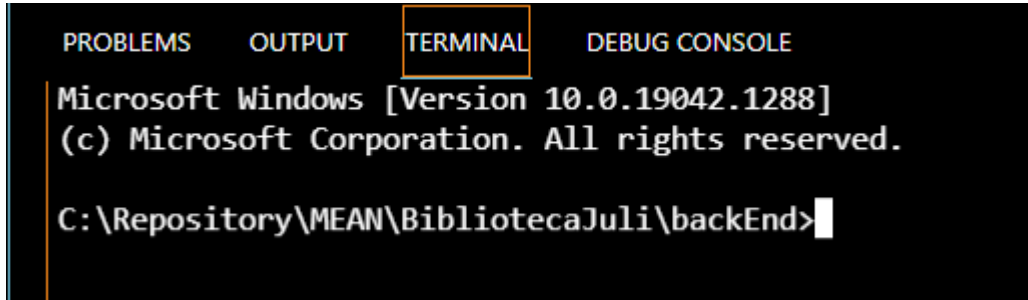 PROBLEMS OUTPUT TERMINAL DEBUG CONSOLE
Microsoft Windows [Version 10.0.19042.1288]
(c) Microsoft Corporation. All rights reserved.
C:\Repository\MEAN\BibliotecaJuli\backEnd>